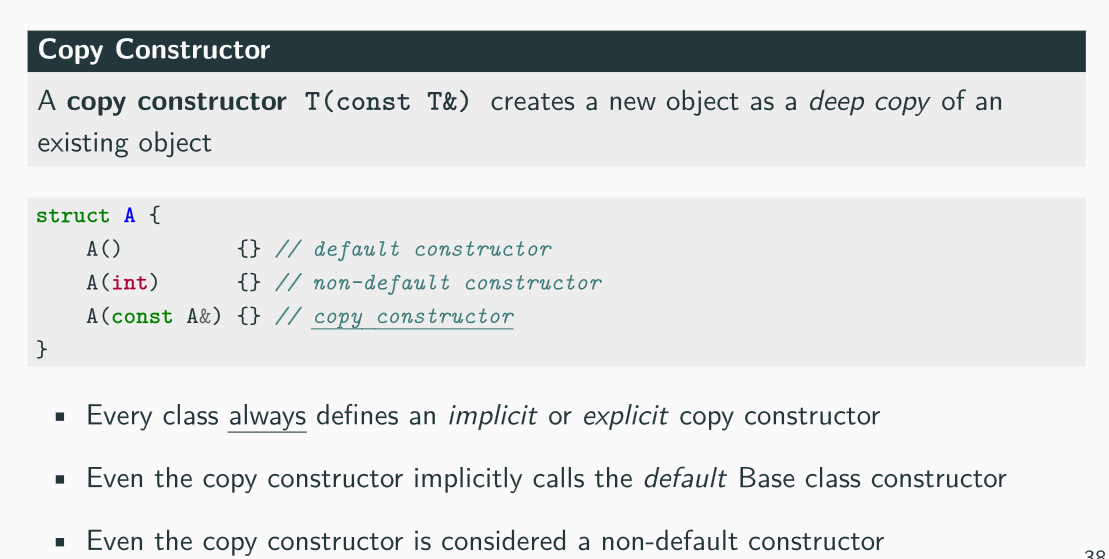 Copy Constructor
A copy constructor T(const T&) creates a new object as a deep copy of an
existing object
struct A {
    A()         {} // default constructor
    A(int)      {} // non-default constructor
    A(const A&) {} // copy constructor
}
▪ Every class always defines an implicit or explicit copy constructor
▪ Even the copy constructor implicitly calls the default Base class constructor
▪ Even the copy constructor is considered a non-default constructor
38